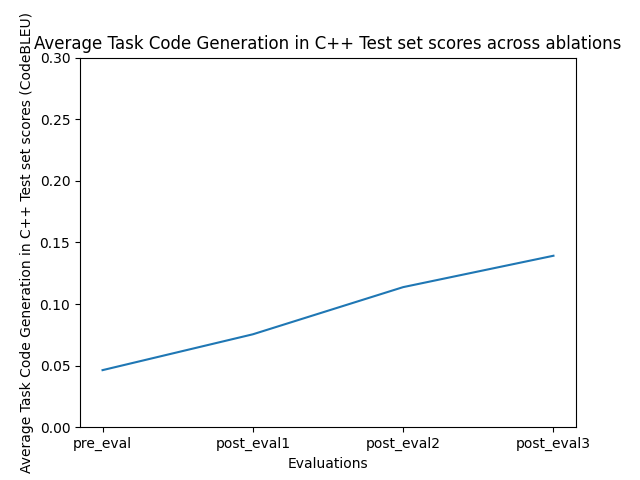 Average Task Code Generation in C++ Test set scores across ablations
Average Task Code Generation in C++ Test set scores (CodeBLEU)
0.30
0.25
0.20
0.15
0.10
0.05
0.00
pre_eval
post_eval1
post_eval2
post_eval3
Evaluations